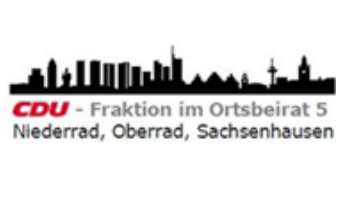 CDU - Fraktion im Ortsbeirat 5
Niederrad, Oberrad, Sachsenhausen